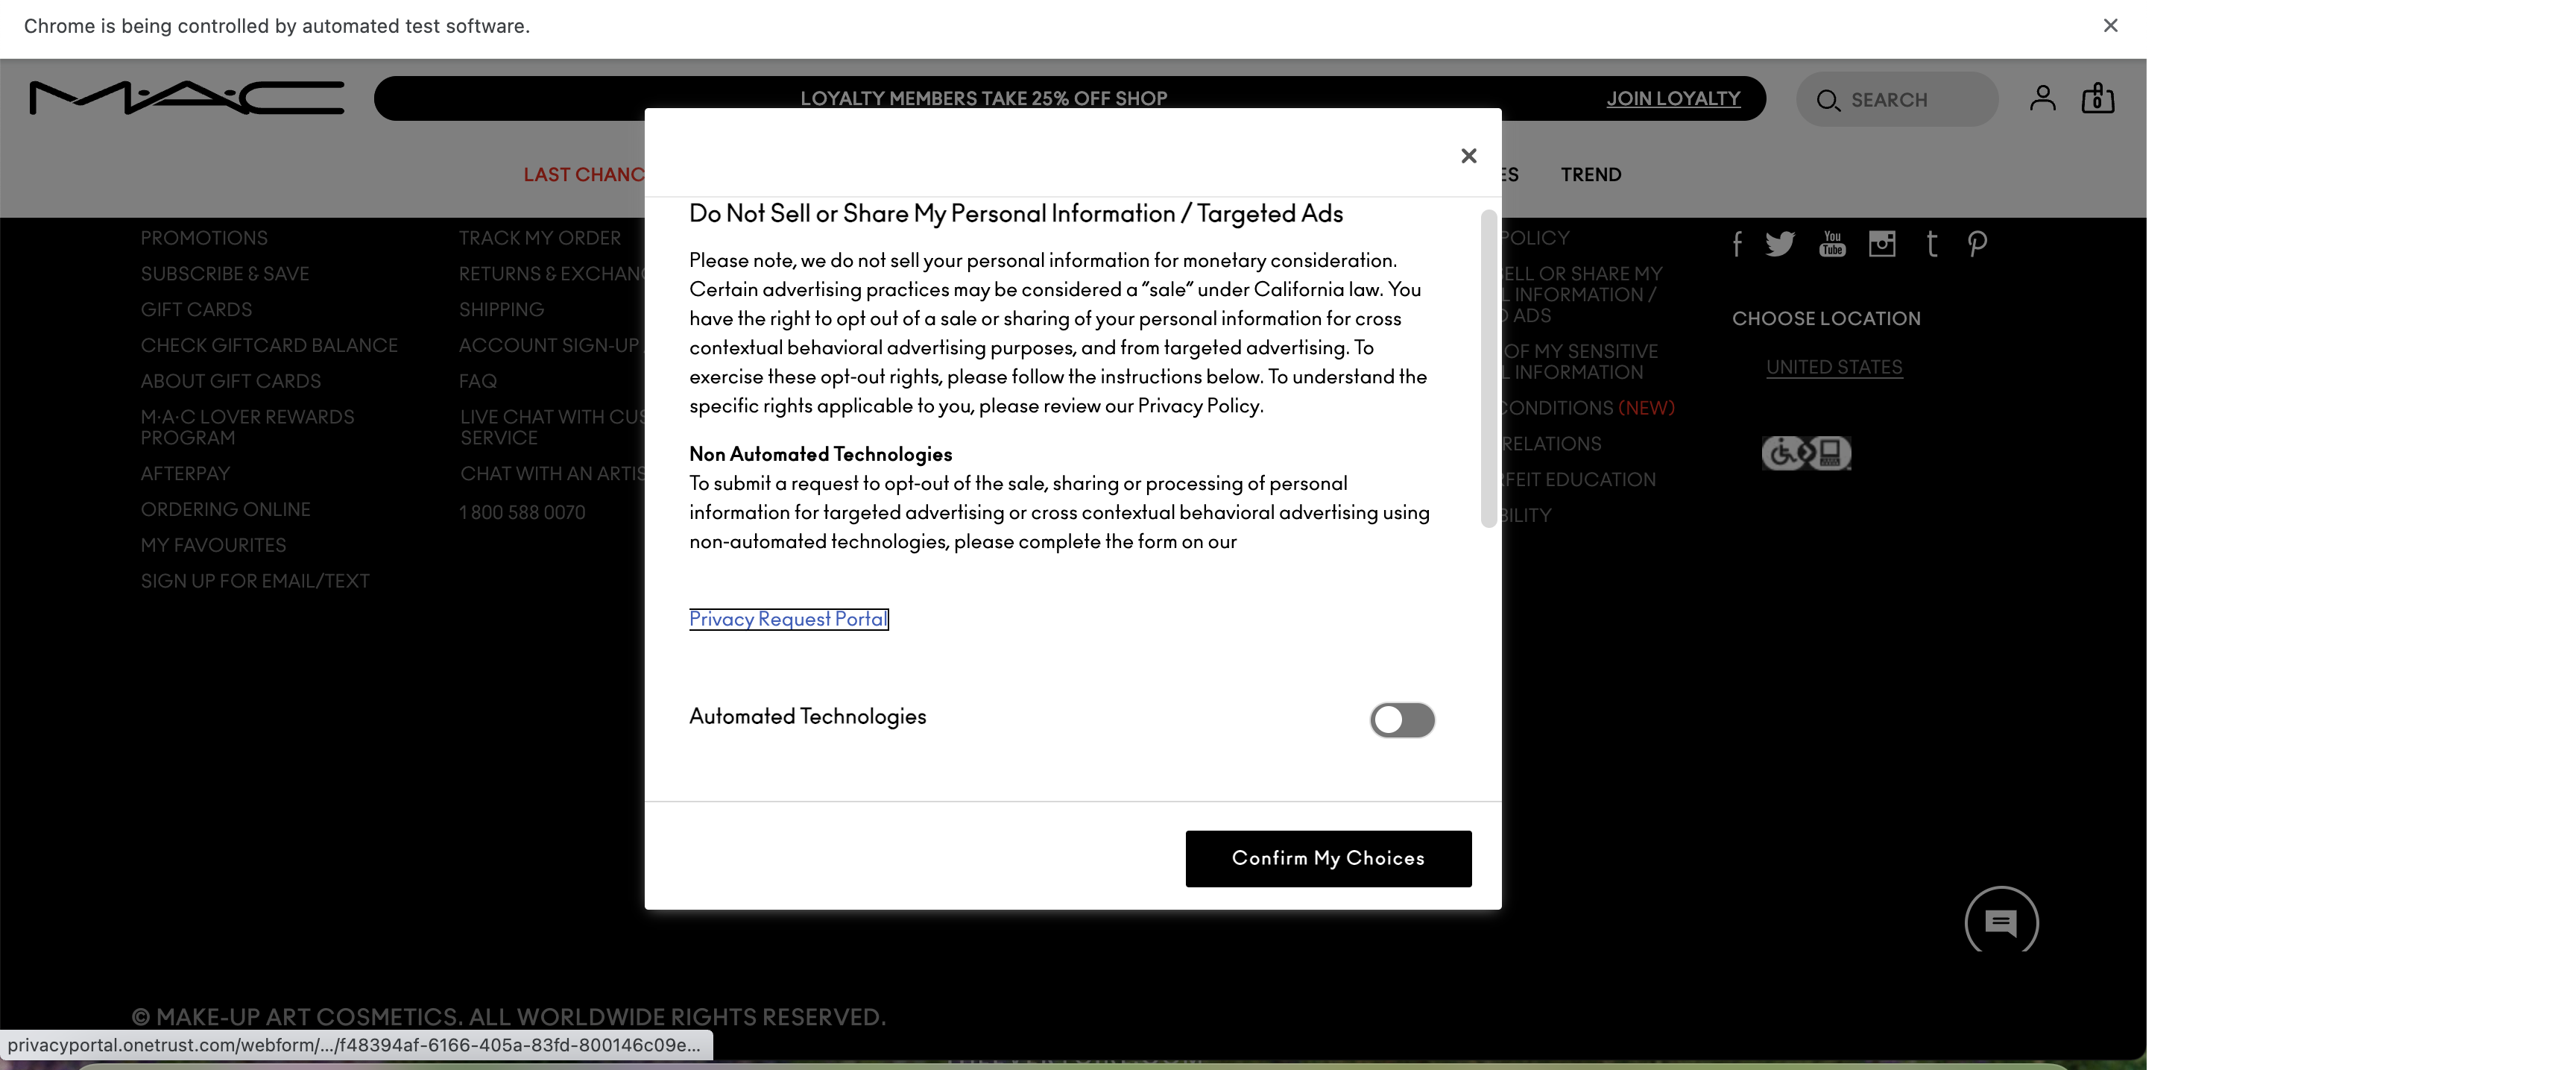 Chrome is being controlled by automated test software.
MAC
LOYALTY MEMBERS TAKE 25% OFF SHOP
JOIN LOYALTY
SEARCH
0
LAST CHANC
ES
TREND
Do Not Sell or Share My Personal Information / Targeted Ads
Please note, we do not sell your personal information for monetary consideration.
Certain advertising practices may be considered a “sale” under California law. You
have the right to opt out of a sale or sharing of your personal information for cross
contextual behavioral advertising purposes, and from targeted advertising. To
exercise these opt-out rights, please follow the instructions below. To understand the
specific rights applicable to you, please review our Privacy Policy.
Non Automated Technologies
To submit a request to opt-out of the sale, sharing or processing of personal
information for targeted advertising or cross contextual behavioral advertising using
non-automated technologies, please complete the form on our
Privacy Request Portal
Automated Technologies
Confirm My Choices
PROMOTIONS
SUBSCRIBE & SAVE
GIFT CARDS
CHECK GIFTCARD BALANCE
ABOUT GIFT CARDS
M·A·C LOVER REWARDS
PROGRAM
AFTERPAY
ORDERING ONLINE
MY FAVOURITES
SIGN UP FOR EMAIL/TEXT
TRACK MY ORDER
RETURNS & EXCHANG
SHIPPING
ACCOUNT SIGN-UP
FAQ
LIVE CHAT WITH CUS
SERVICE
CHAT WITH AN ARTIS
1 800 588 0070
POLICY
ELL OR SHARE MY
L INFORMATION /
D ADS
OF MY SENSITIVE
L INFORMATION
CONDITIONS (NEW)
RELATIONS
RFEIT EDUCATION
BILITY
You
Tube
CHOOSE LOCATION
UNITED STATES
© MAKE-UP ART COSMETICS. ALL WORLDWIDE RIGHTS RESERVED.
privacyportal.onetrust.com/webform/.../f48394af-6166-405a-83fd-800146c09e...